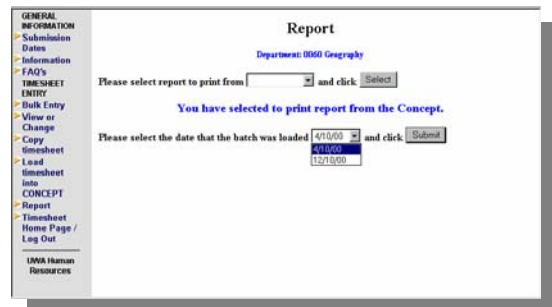 GENERAL
INFORMATION
Submission
Dates
Information
FAQ's
TIMESHEET
ENTRY
Bulk Entry
View or
Change
Copy
timesheet
Load
timesheet
into
CONCEPT
Report
Timesheet
Home Page /
Log Out
UWA Human
Resources
Report
Department: 0060 Geography
Please select report to print from and click Select
You have selected to print report from the Concept.
Please select the date that the batch was loaded 4/10/00 and click Submit
4/10/00
12/10/00